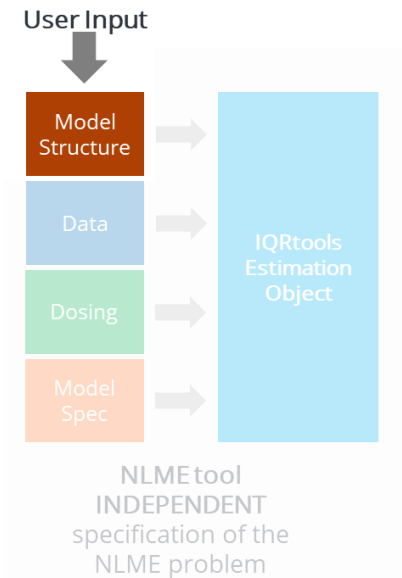 User Input
Model
Structure
Data
Dosing
Model
Spec
IQRtools
Estimation
Object
NLME tool
INDEPENDENT
specification of the
NLME problem